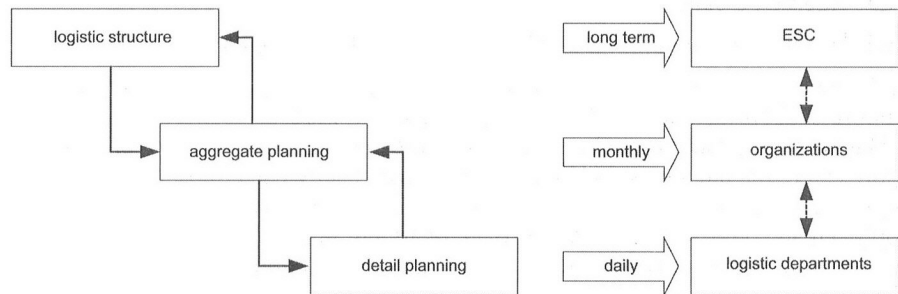 logistic structure
long term
ESC
aggregate planning
monthly
organizations
detail planning
daily
logistic departments